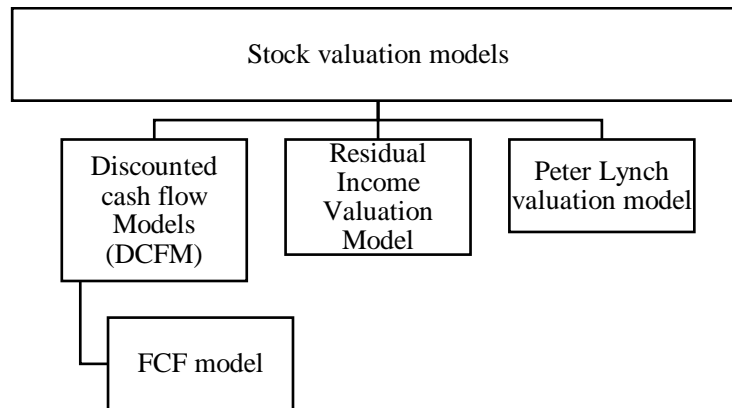 Stock valuation models
Discounted
cash flow
Models
(DCFM)
Residual
Income
Valuation
Model
Peter Lynch
valuation model
FCF model